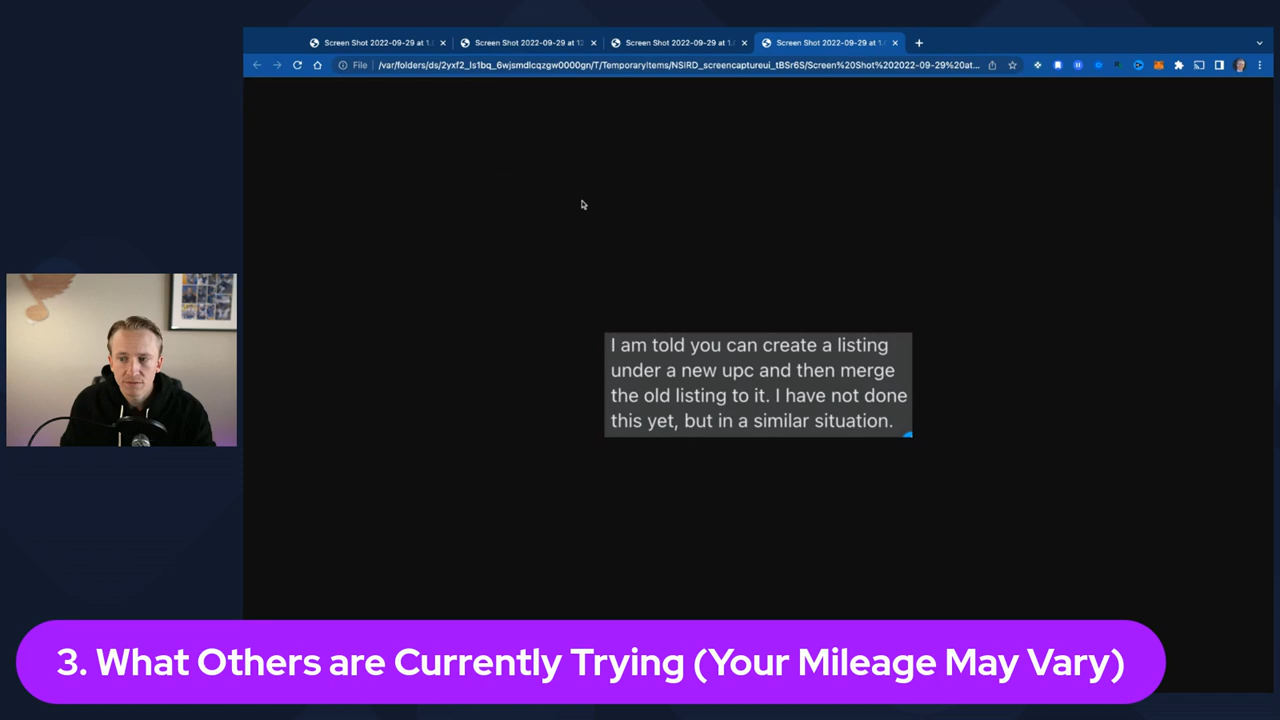 Screen Shot 2022-09-29 at 1.
Screen Shot 2022-09-29 at 12
Screen Shot 2022-09-29 at 1.
Screen Shot 2022-09-29 at 1.
File
I am told you can create a listing
under a new upc and then merge
the old listing to it. I have not done
this yet, but in a similar situation.
3. What Others are Currently Trying (Your Mileage May Vary)